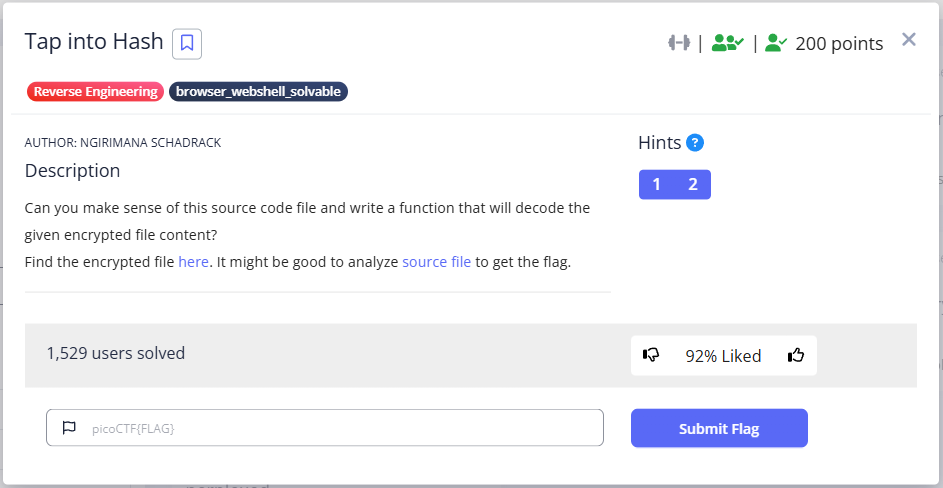 Tap into Hash
| | 200 points
Reverse Engineering browser_webshell_solvable
AUTHOR: NGIRIMANA SCHADRACK
Hints ?
Description
1 2
Can you make sense of this source code file and write a function that will decode the
given encrypted file content?
Find the encrypted file here. It might be good to analyze source file to get the flag.
1,529 users solved
92% Liked
picoCTF{FLAG}
Submit Flag